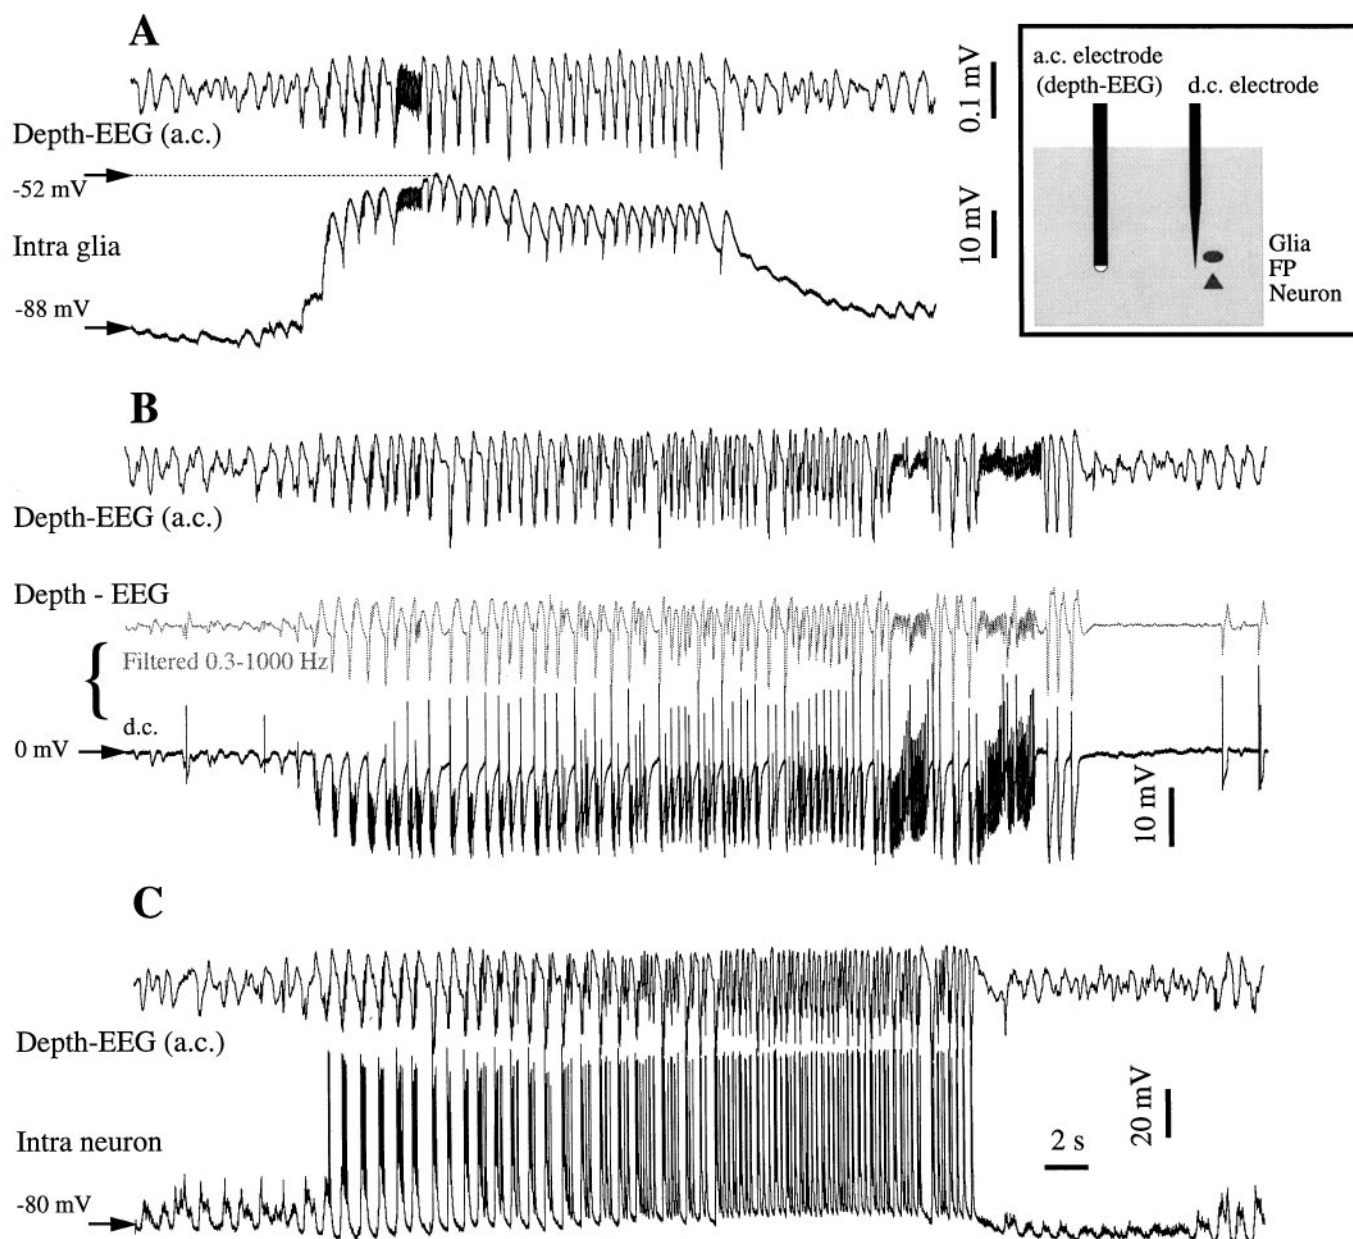 A
Depth-EEG (a.c.)
-52 mV
Intra glia
-88 mV
0.1 mV
10 mV
a.c. electrode
(depth-EEG)
d.c. electrode
Glia
FP
Neuron
B
Depth-EEG (a.c.)
Depth - EEG
Filtered 0.3-1000 Hz
d.c.
0 mV
10 mV
C
Depth-EEG (a.c.)
Intra neuron
-80 mV
2 s
20 mV